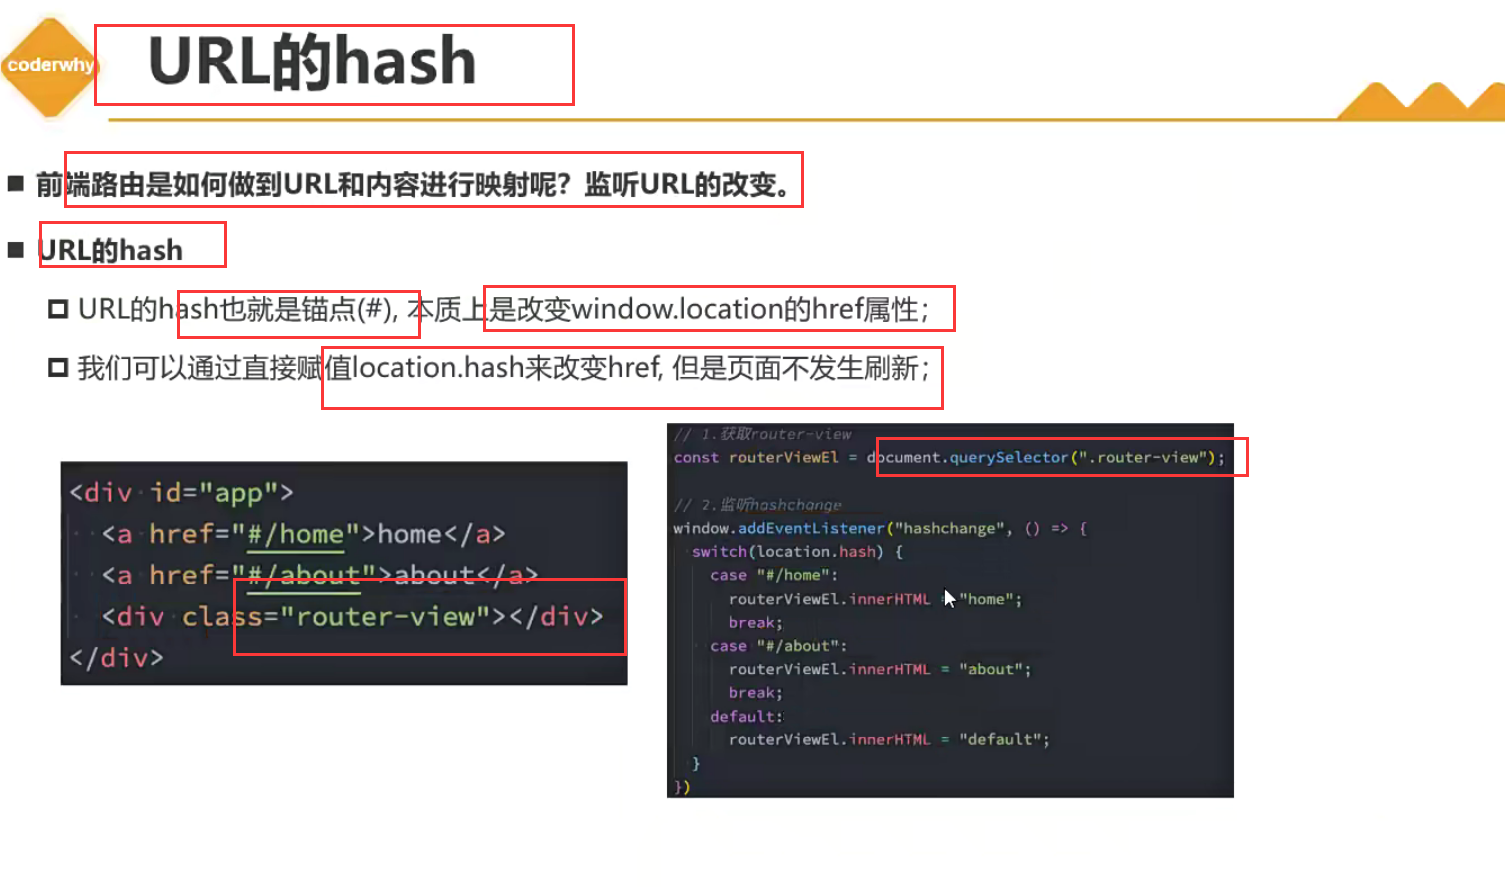 coderwhy
URL的hash
前端路由是如何做到URL和内容进行映射呢？监听URL的改变。
URL的hash
URL的hash也就是锚点(#), 本质上是改变window.location的href属性；
我们可以通过直接赋值location.hash来改变href, 但是页面不发生刷新；
<div id="app">
<a href="#/home">home</a>
<a href="#/about">about</a>
<div class="router-view"></div>
</div>
// 1.获取router-view
const routerViewEl = document.querySelector(".router-view");
// 2.监听hashchange
window.addEventListener("hashchange", () => {
switch(location.hash) {
case "#/home":
routerViewEl.innerHTML = "home";
break;
case "#/about":
routerViewEl.innerHTML = "about";
break;
default:
routerViewEl.innerHTML = "default";
}
})